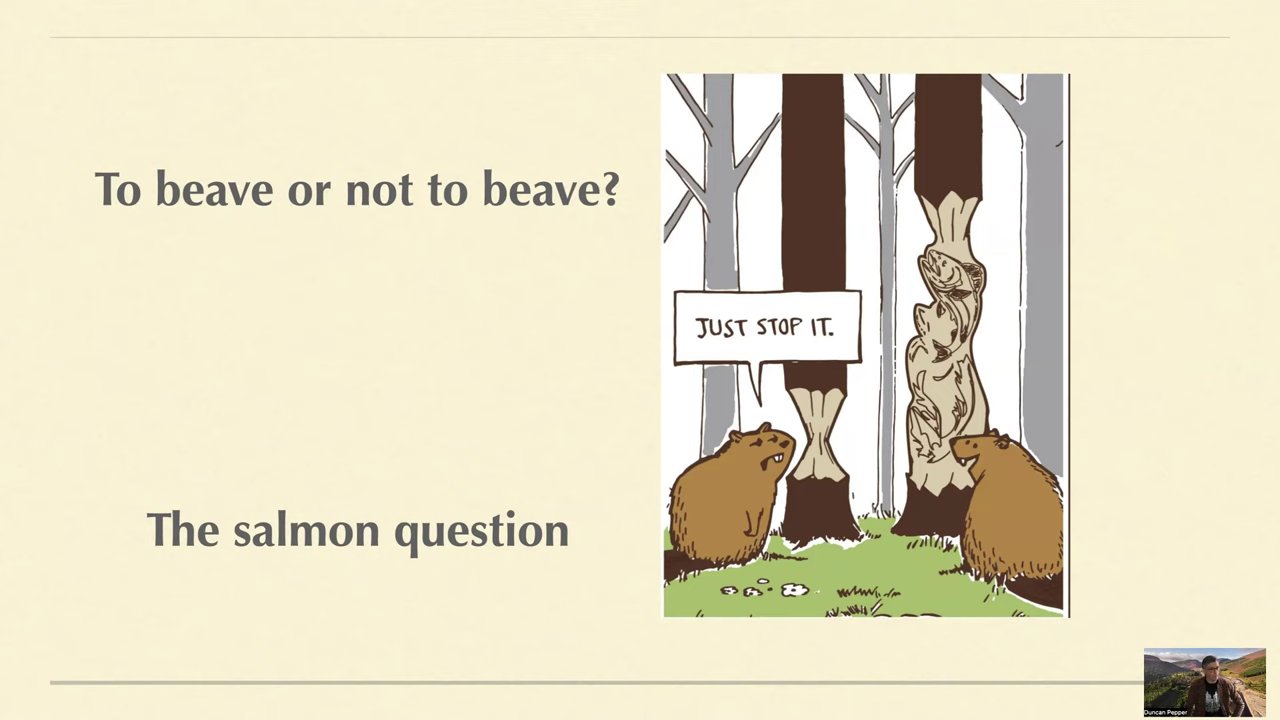 To beave or not to beave?
JUST STOP IT.
The salmon question
Duncan Pepper